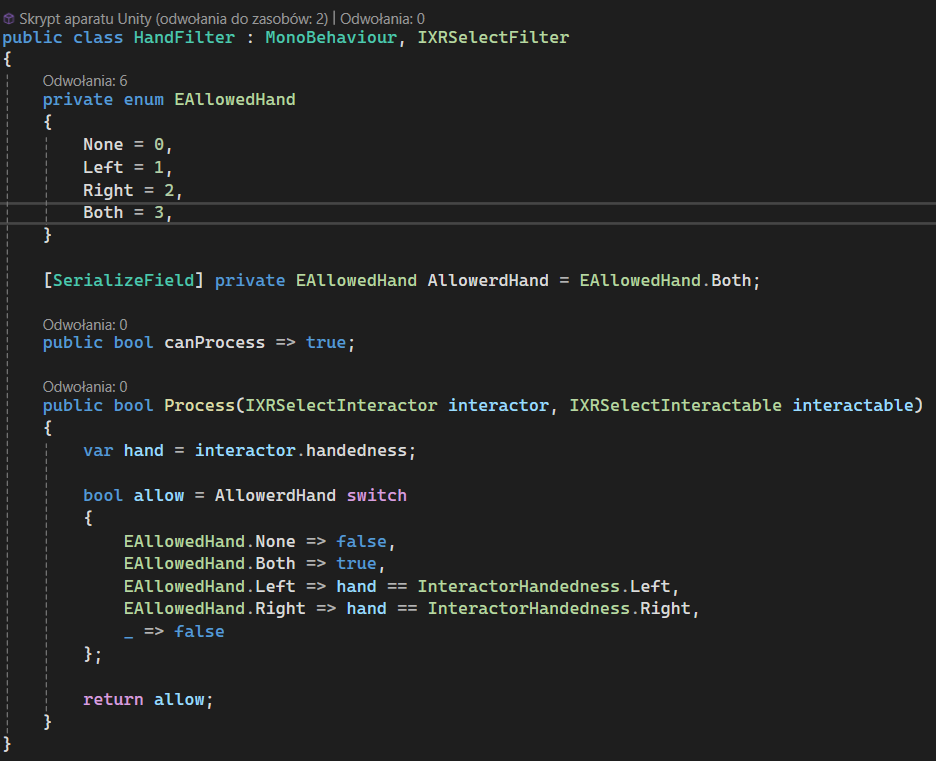 Skrypt aparatu Unity (odwołania do zasobów: 2) | Odwołania: 0
public class HandFilter : MonoBehaviour, IXRSelectFilter
{
Odwołania: 6
private enum EAllowedHand
{
None = 0,
Left = 1,
Right = 2,
Both = 3,
}
[SerializeField] private EAllowedHand AllowerdHand = EAllowedHand.Both;
Odwołania: 0
public bool canProcess => true;
Odwołania: 0
public bool Process(IXRSelectInteractor interactor, IXRSelectInteractable interactable)
{
var hand = interactor.handedness;
bool allow = AllowerdHand switch
{
EAllowedHand.None => false,
EAllowedHand.Both => true,
EAllowedHand.Left => hand == InteractorHandedness.Left,
EAllowedHand.Right => hand == InteractorHandedness.Right,
_ => false
};
return allow;
}
}